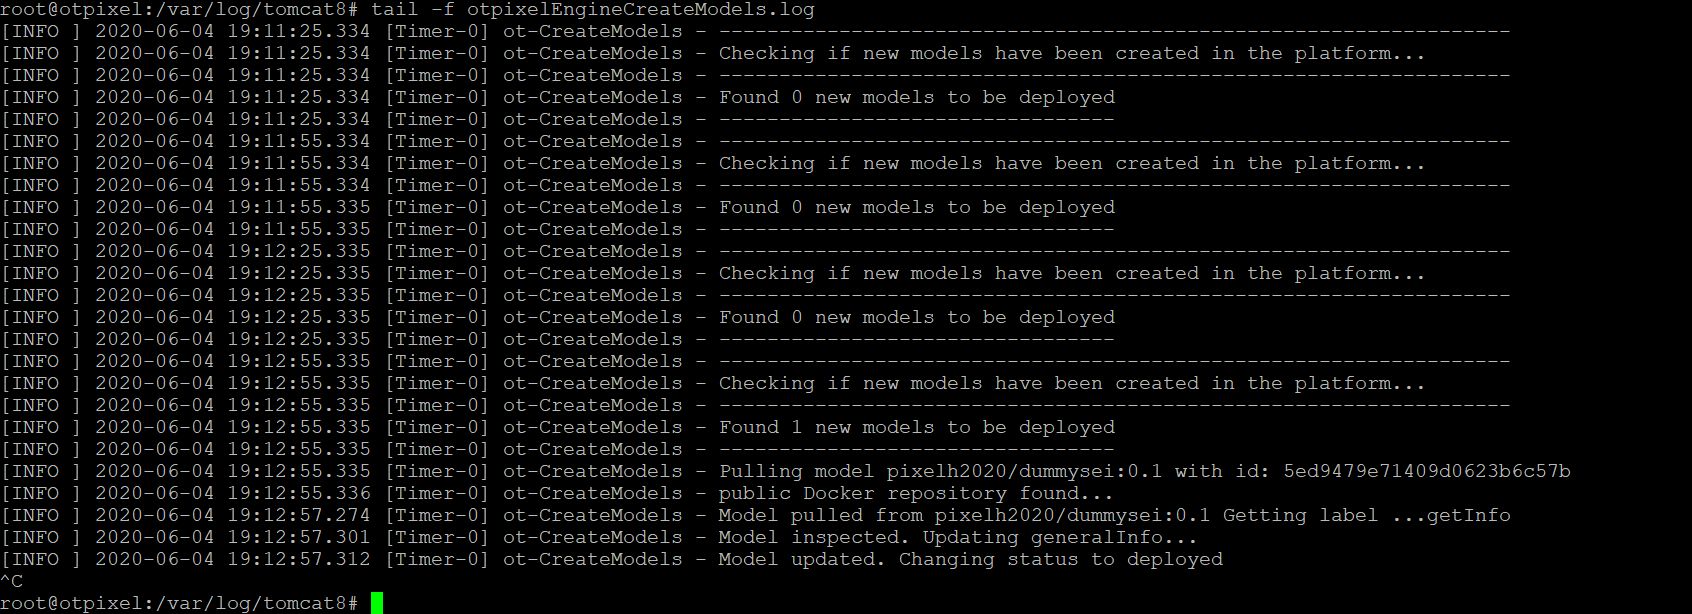 root@otpixel:/var/log/tomcat8# tail -f otpixelEngineCreateModels.log
[INFO ] 2020-06-04 19:11:25.334 [Timer-0] ot-CreateModels - ------------------------------------------------------------------
[INFO ] 2020-06-04 19:11:25.334 [Timer-0] ot-CreateModels - Checking if new models have been created in the platform...
[INFO ] 2020-06-04 19:11:25.334 [Timer-0] ot-CreateModels - ------------------------------------------------------------------
[INFO ] 2020-06-04 19:11:25.334 [Timer-0] ot-CreateModels - Found 0 new models to be deployed
[INFO ] 2020-06-04 19:11:25.334 [Timer-0] ot-CreateModels - ---------------------------------
[INFO ] 2020-06-04 19:11:55.334 [Timer-0] ot-CreateModels - ------------------------------------------------------------------
[INFO ] 2020-06-04 19:11:55.334 [Timer-0] ot-CreateModels - Checking if new models have been created in the platform...
[INFO ] 2020-06-04 19:11:55.334 [Timer-0] ot-CreateModels - ------------------------------------------------------------------
[INFO ] 2020-06-04 19:11:55.335 [Timer-0] ot-CreateModels - Found 0 new models to be deployed
[INFO ] 2020-06-04 19:11:55.335 [Timer-0] ot-CreateModels - ---------------------------------
[INFO ] 2020-06-04 19:12:25.335 [Timer-0] ot-CreateModels - ------------------------------------------------------------------
[INFO ] 2020-06-04 19:12:25.335 [Timer-0] ot-CreateModels - Checking if new models have been created in the platform...
[INFO ] 2020-06-04 19:12:25.335 [Timer-0] ot-CreateModels - ------------------------------------------------------------------
[INFO ] 2020-06-04 19:12:25.335 [Timer-0] ot-CreateModels - Found 0 new models to be deployed
[INFO ] 2020-06-04 19:12:25.335 [Timer-0] ot-CreateModels - ---------------------------------
[INFO ] 2020-06-04 19:12:55.335 [Timer-0] ot-CreateModels - ------------------------------------------------------------------
[INFO ] 2020-06-04 19:12:55.335 [Timer-0] ot-CreateModels - Checking if new models have been created in the platform...
[INFO ] 2020-06-04 19:12:55.335 [Timer-0] ot-CreateModels - ------------------------------------------------------------------
[INFO ] 2020-06-04 19:12:55.335 [Timer-0] ot-CreateModels - Found 1 new models to be deployed
[INFO ] 2020-06-04 19:12:55.335 [Timer-0] ot-CreateModels - ---------------------------------
[INFO ] 2020-06-04 19:12:55.335 [Timer-0] ot-CreateModels - Pulling model pixelh2020/dummysei:0.1 with id: 5ed9479e71409d0623b6c57b
[INFO ] 2020-06-04 19:12:55.336 [Timer-0] ot-CreateModels - public Docker repository found...
[INFO ] 2020-06-04 19:12:57.274 [Timer-0] ot-CreateModels - Model pulled from pixelh2020/dummysei:0.1 Getting label ...getInfo
[INFO ] 2020-06-04 19:12:57.301 [Timer-0] ot-CreateModels - Model inspected. Updating generalInfo...
[INFO ] 2020-06-04 19:12:57.312 [Timer-0] ot-CreateModels - Model updated. Changing status to deployed
^C
root@otpixel:/var/log/tomcat8#